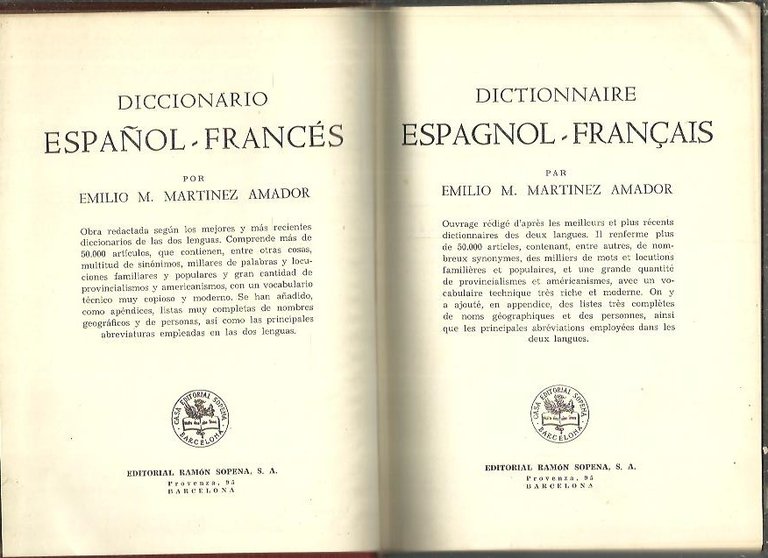 DICCIONARIO
ESPAÑOL-FRANCÉS
POR
EMILIO M. MARTINEZ AMADOR
Obra redactada según los mejores y más recientes
diccionarios de las dos lenguas. Comprende más de
50.000 artículos, que contienen, entre otras cosas,
multitud de sinónimos, millares de palabras y locu-
ciones familiares y populares y gran cantidad de
provincialismos y americanismos, con un vocabulario
técnico muy copioso y moderno. Se han añadido,
como apéndices, listas muy completas de nombres
geográficos y de personas, así como las principales
abreviaturas empleadas en las dos lenguas.
CASA EDITORIAL SOPENA
BARCELONA
EDITORIAL RAMÓN SOPENA, S. A.
Provenza, 95
BARCELONA
DICTIONNAIRE
ESPAGNOL-FRANÇAIS
PAR
EMILIO M. MARTINEZ AMADOR
Ouvrage rédigé d'après les meilleurs et plus récents
dictionnaires des deux langues. Il renferme plus
de 50.000 articles, contenant, entre autres, de nom-
breux synonymes, des milliers de mots et locutions
familières et populaires, et une grande quantité
de provincialismes et américanismes, avec un vo-
cabulaire technique très riche et moderne. On y
a ajouté, en appendice, des listes très complètes
de noms géographiques et des personnes, ainsi
que les principales abréviations employées dans les
deux langues.
CASA EDITORIAL SOPENA
BARCELONA
EDITORIAL RAMÓN SOPENA, S. A.
Provenza, 95
BARCELONA